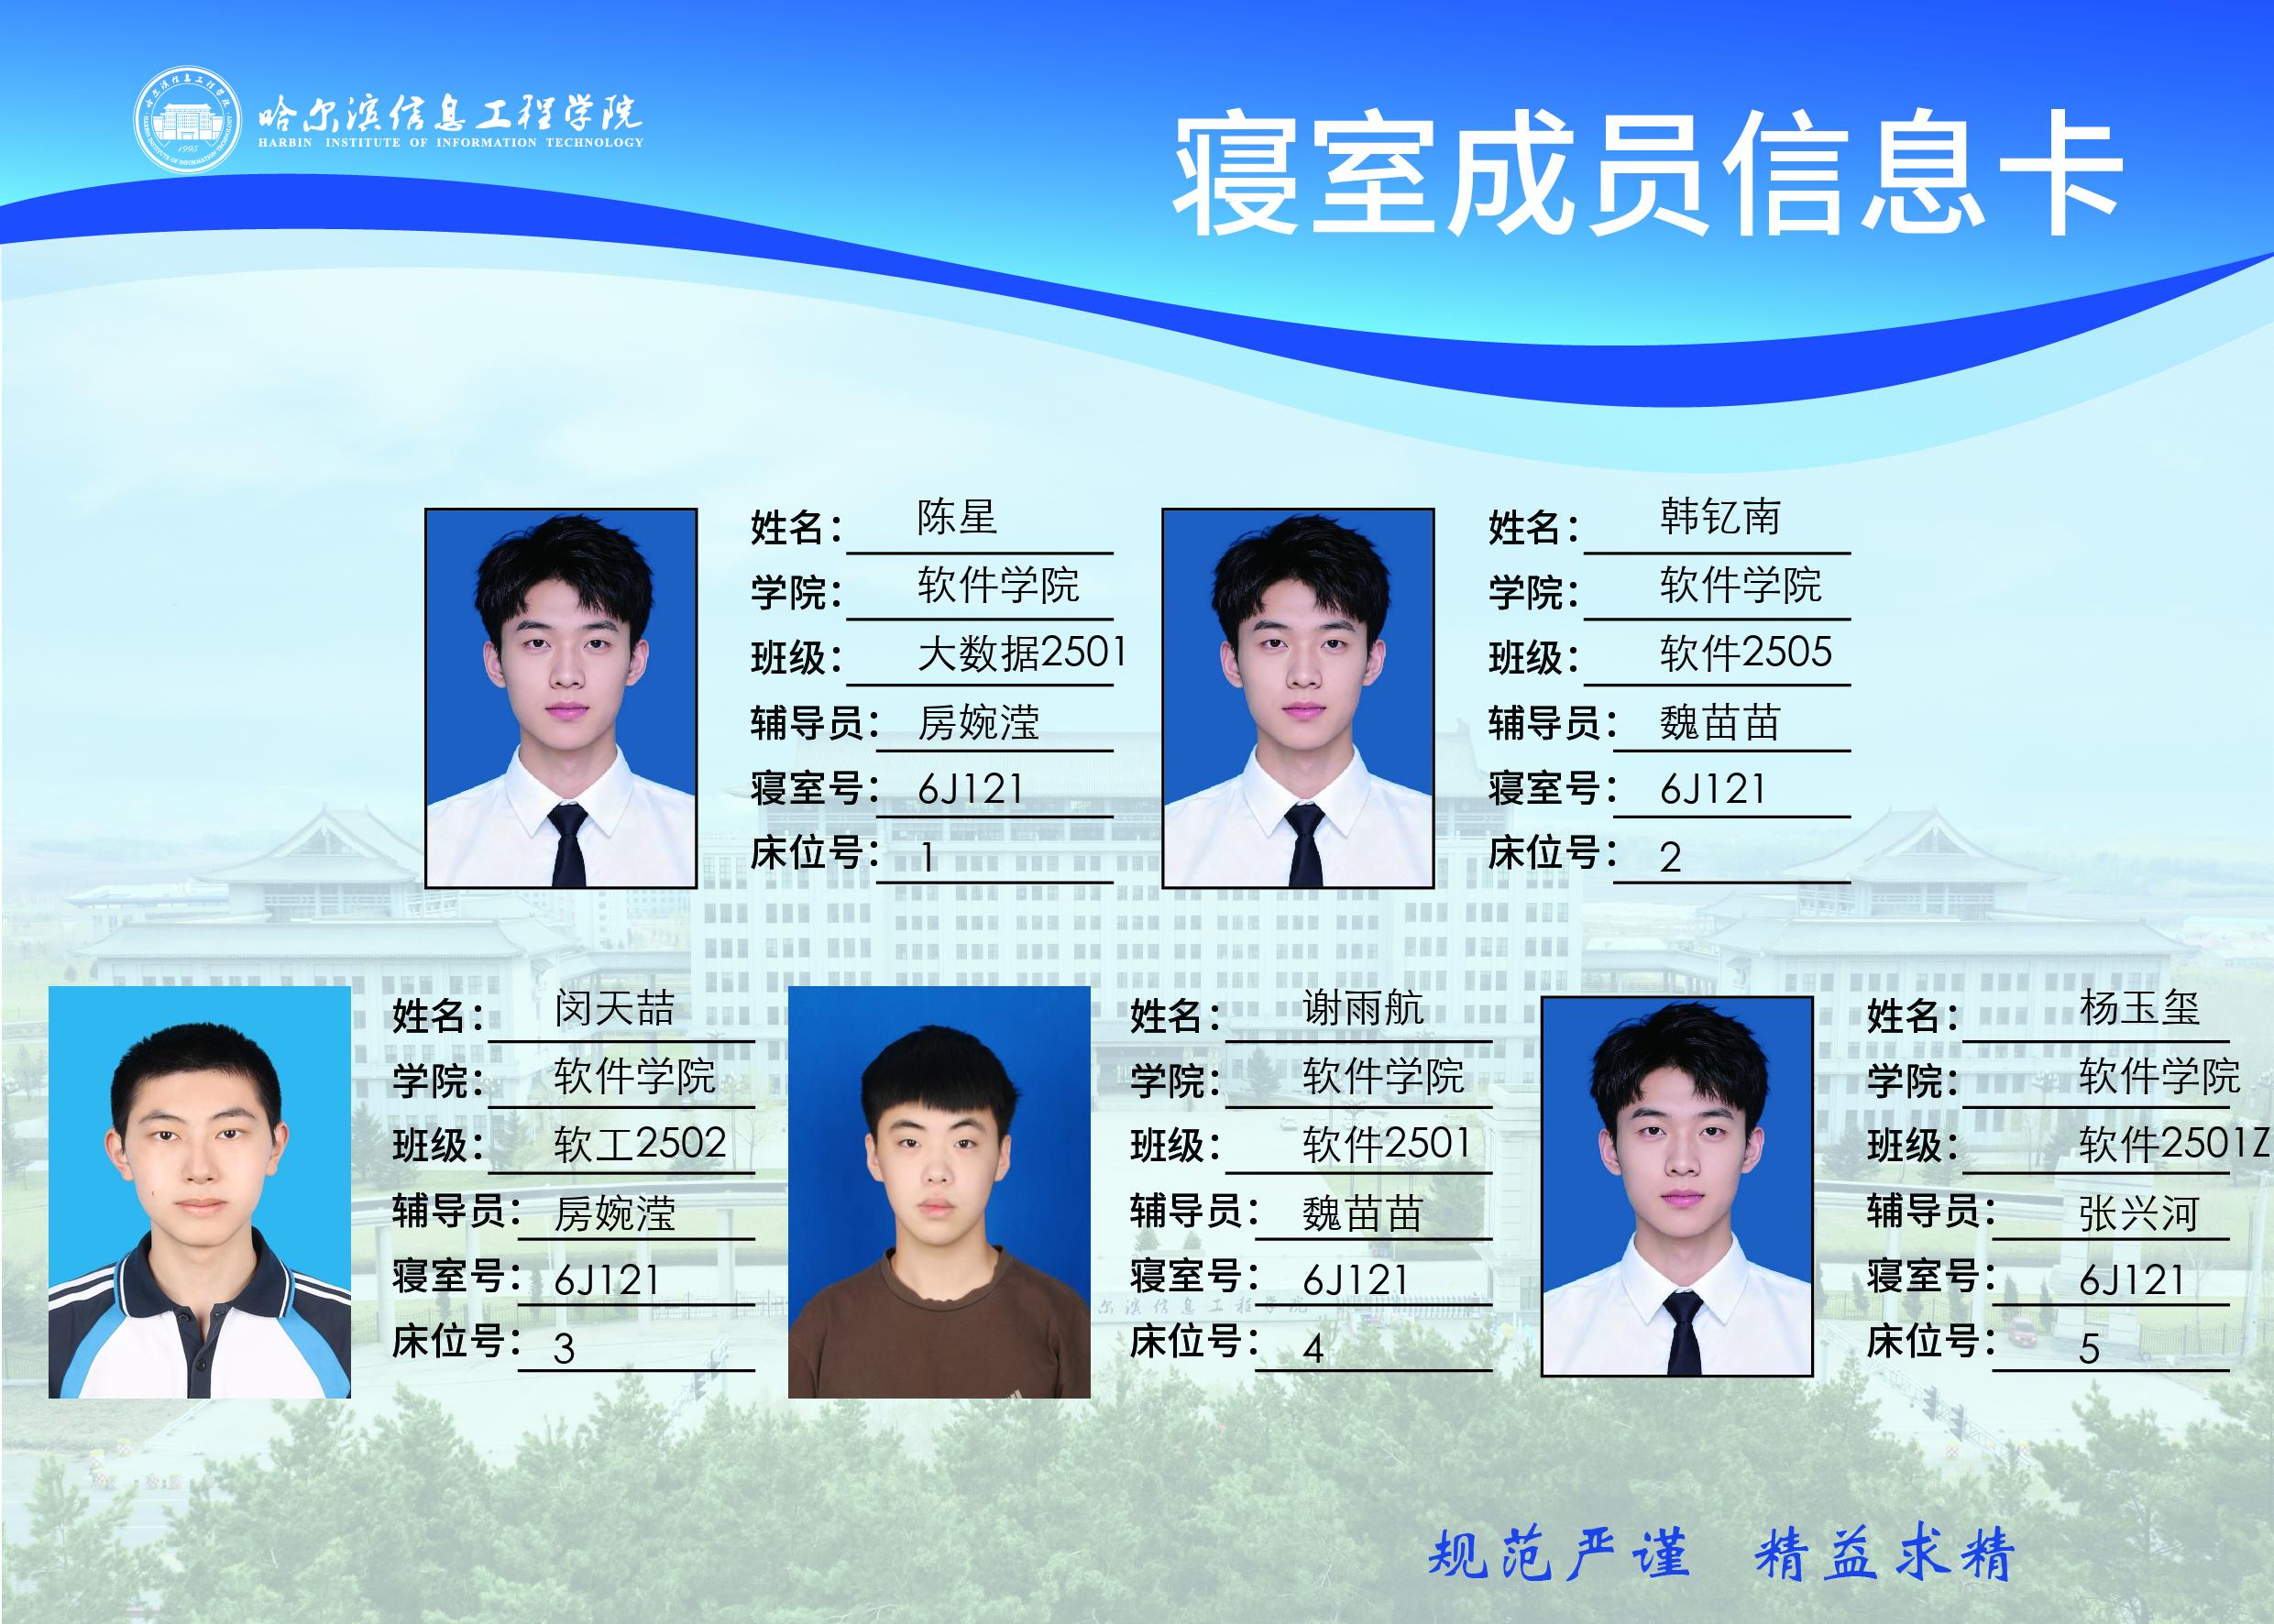 哈尔滨信息工程学院
HARBIN INSTITUTE OF INFORMATION TECHNOLOGY
1995
寝室成员信息卡
姓名： 陈星
学院： 软件学院
班级： 大数据2501
辅导员： 房婉滢
寝室号： 6J121
床位号： 1
姓名： 韩钇南
学院： 软件学院
班级： 软件2505
辅导员： 魏苗苗
寝室号： 6J121
床位号： 2
姓名： 闵天喆
学院： 软件学院
班级： 软工2502
辅导员： 房婉滢
寝室号： 6J121
床位号： 3
姓名： 谢雨航
学院： 软件学院
班级： 软件2501
辅导员： 魏苗苗
寝室号： 6J121
床位号： 4
姓名： 杨玉玺
学院： 软件学院
班级： 软件2501Z
辅导员： 张兴河
寝室号： 6J121
床位号： 5
尔滨信息工程学院
规范严谨 精益求精